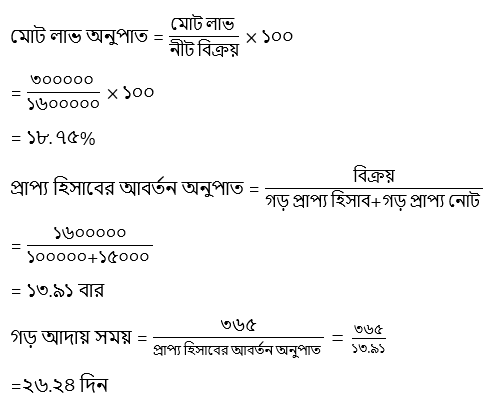 মোট লাভ অনুপাত = মোট লাভ / নীট বিক্রয় × ১০০
= ৩০০০০০ / ১৬০০০০০ × ১০০
= ১৮.৭৫%
প্রাপ্য হিসাবের আবর্তন অনুপাত = বিক্রয় / গড় প্রাপ্য হিসাব+গড় প্রাপ্য নোট
= ১৬০০০০০ / ১০০০০০+১৫০০০
= ১৩.৯১ বার
গড় আদায় সময় = ৩৬৫ / প্রাপ্য হিসাবের আবর্তন অনুপাত = ৩৬৫ / ১৩.৯১
=২৬.২৪ দিন